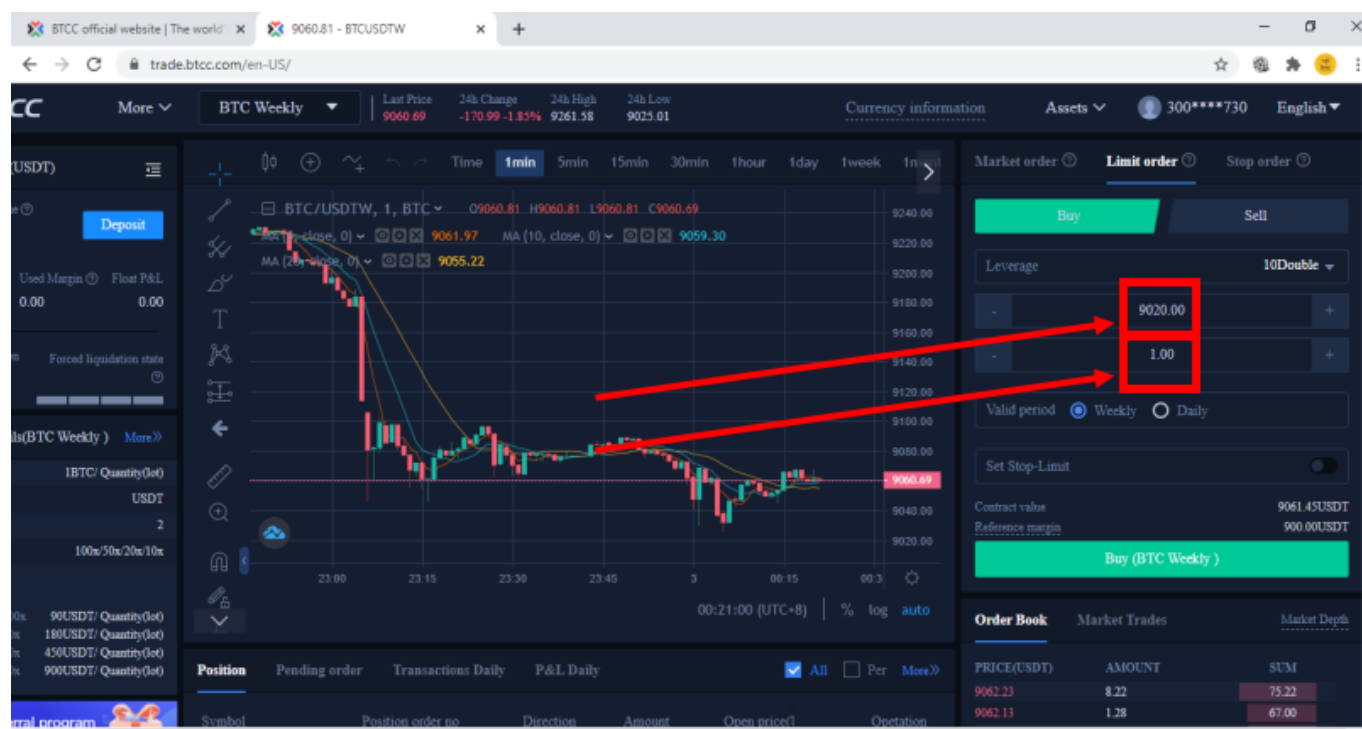 BTCC official website | The world
9060.81 - BTCUSDTW
trade.btcc.com/en-US/
CC More BTC Weekly Last Price 24h Change 24h High 24h Low Currency information Assets 300****730 English
9060.69 -170.99 -1.85% 9261.58 9025.01
(USDT) Time 1min 5min 15min 30min 1hour 1day 1week Market order Limit order Stop order
Deposit
BTC/USDTW, 1, BTC O9060.81 H9060.81 L9060.81 C9060.69
9240.00
Buy Sell
close, 0) 9061.97 MA (10, close, 0) 9059.30
9220.00
MA close, 0) 9055.22
Leverage 10Double
Used Margin Float P&L
9200.00
0.00 0.00
9180.00
- 9020.00 +
9160.00
Forced liquidation state
9140.00
- 1.00 +
9120.00
Valid period Weekly Daily
9100.00
ls(BTC Weekly ) More»
9080.00
Set Stop-Limit
1BTC/ Quantity(lot)
9060.69
USDT
Contract value 9061.45USDT
2
9040.00
Reference margin 900.00USDT
100x/50x/20x/10x
9020.00
Buy (BTC Weekly )
23:00 23:15 23:30 23:45 3 00:15 00:3
00:21:00 (UTC+8) % log auto
90USDT/ Quantity(lot)
180USDT/ Quantity(lot)
450USDT/ Quantity(lot)
900USDT/ Quantity(lot)
Order Book Market Trades Market Depth
Position Pending order Transactions Daily P&L Daily All Per More»
PRICE(USDT) AMOUNT SUM
9062.23 8.22 75.22
9062.13 1.28 67.00
rral program
Symbol Position order no Direction Amount Open price(1 Opetation